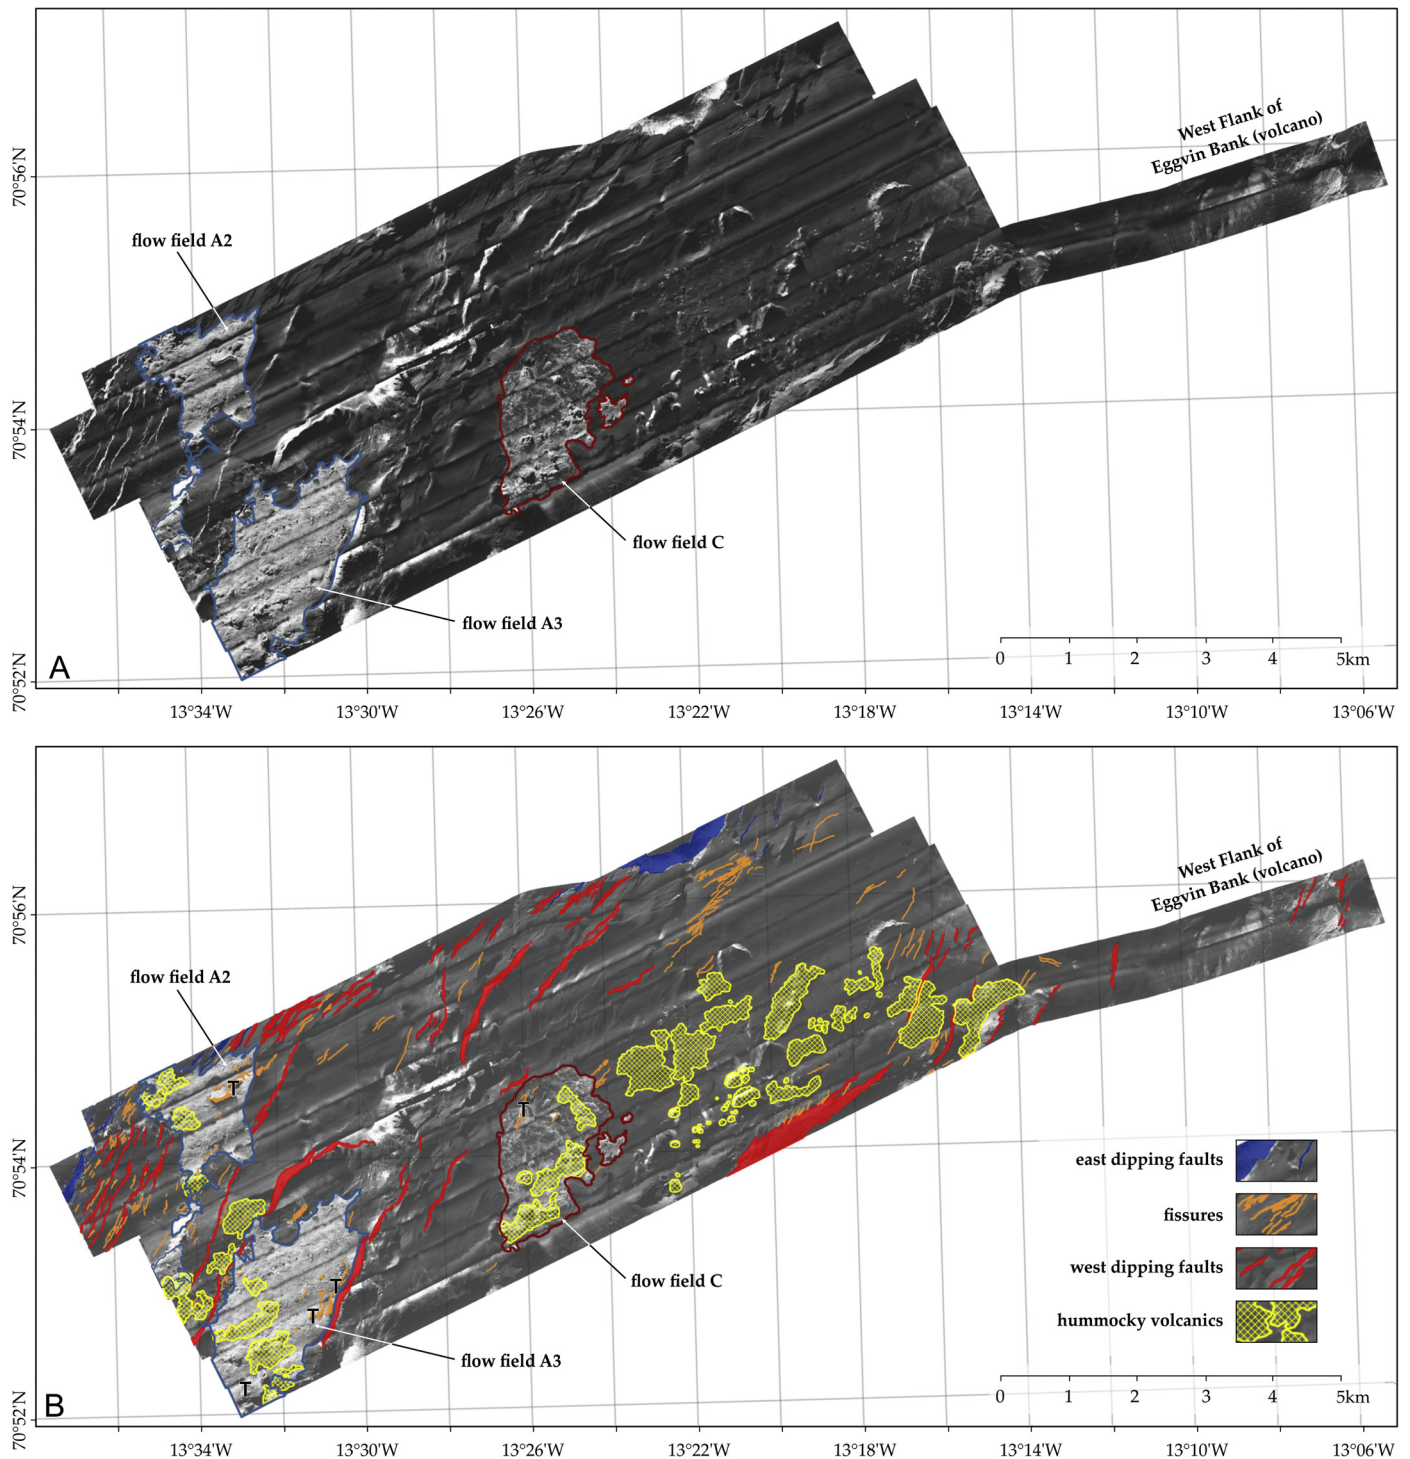 West Flank of
Eggvin Bank (volcano)
70°56'N
flow field A2
70°54'N
flow field C
flow field A3
A
0 1 2 3 4 5km
70°52'N
13°34'W 13°30'W 13°26'W 13°22'W 13°18'W 13°14'W 13°10'W 13°06'W
West Flank of
Eggvin Bank (volcano)
70°56'N
flow field A2
T
T
70°54'N
east dipping faults
fissures
west dipping faults
flow field C
T
T
hummocky volcanics
flow field A3
T
B
0 1 2 3 4 5km
70°52'N
13°34'W 13°30'W 13°26'W 13°22'W 13°18'W 13°14'W 13°10'W 13°06'W